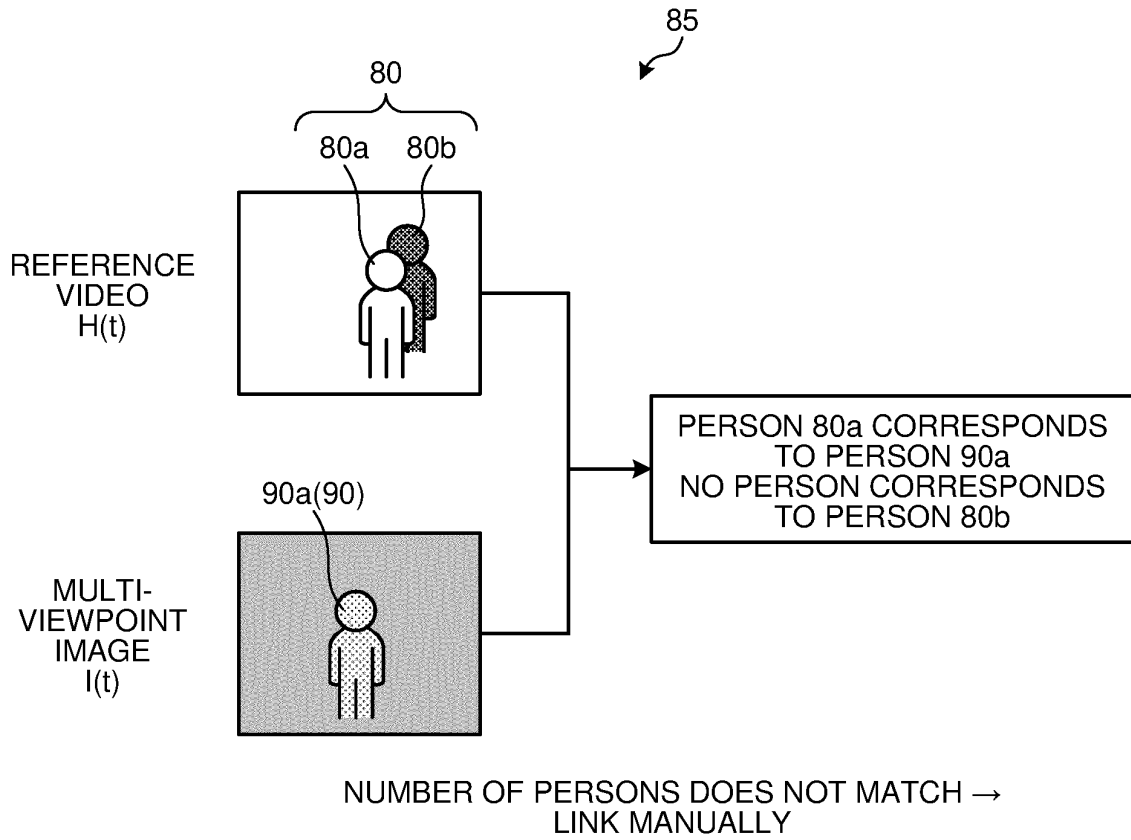 85
80
80a 80b
REFERENCE
VIDEO
H(t)
PERSON 80a CORRESPONDS
TO PERSON 90a
NO PERSON CORRESPONDS
TO PERSON 80b
90a(90)
MULTI-
VIEWPOINT
IMAGE
I(t)
NUMBER OF PERSONS DOES NOT MATCH →
LINK MANUALLY